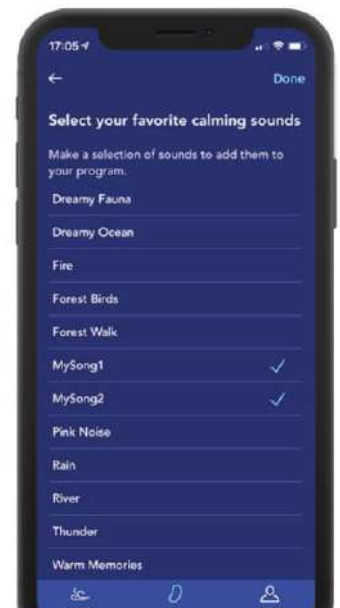 17:05
Done
Select your favorite calming sounds
Make a selection of sounds to add them to
your program.
Dreamy Fauna
Dreamy Ocean
Fire
Forest Birds
Forest Walk
MySong1
MySong2
Pink Noise
Rain
River
Thunder
Warm Memories